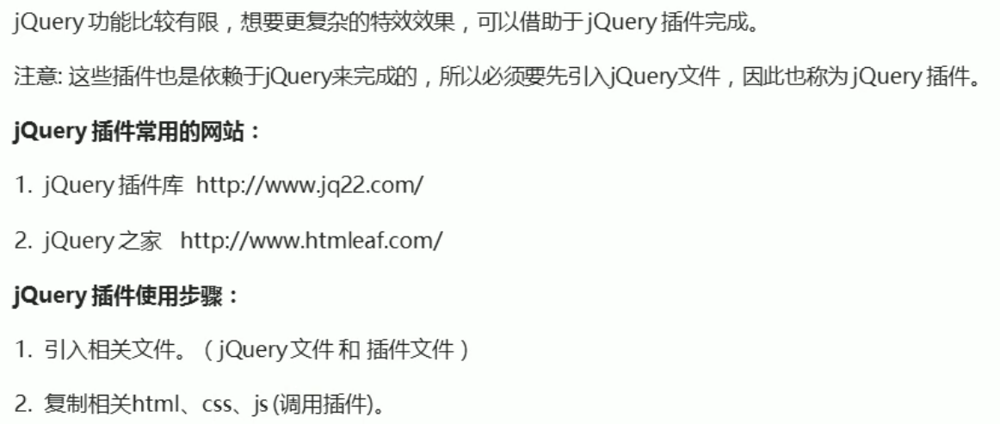 jQuery 功能比较有限，想要更复杂的特效效果，可以借助于 jQuery 插件完成。
注意: 这些插件也是依赖于jQuery来完成的，所以必须要先引入jQuery文件，因此也称为 jQuery 插件。
jQuery 插件常用的网站：
1. jQuery 插件库 http://www.jq22.com/
2. jQuery 之家 http://www.htmleaf.com/
jQuery 插件使用步骤：
1. 引入相关文件。（jQuery 文件 和 插件文件）
2. 复制相关html、css、js (调用插件)。